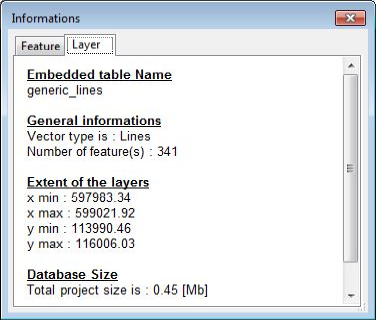 Informations
Feature
Layer
Embedded table Name
generic_lines
General informations
Vector type is : Lines
Number of feature(s) : 341
Extent of the layers
x min : 597983.34
x max : 599021.92
y min : 113990.46
y max : 116006.03
Database Size
Total project size is : 0.45 [Mb]